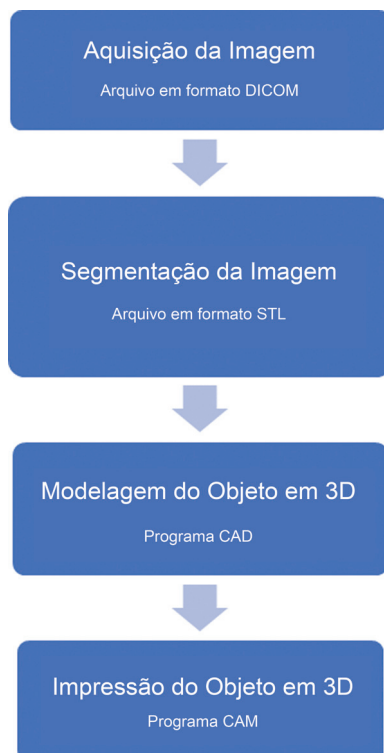 Aquisição da Imagem
Arquivo em formato DICOM
Segmentação da Imagem
Arquivo em formato STL
Modelagem do Objeto em 3D
Programa CAD
Impressão do Objeto em 3D
Programa CAM